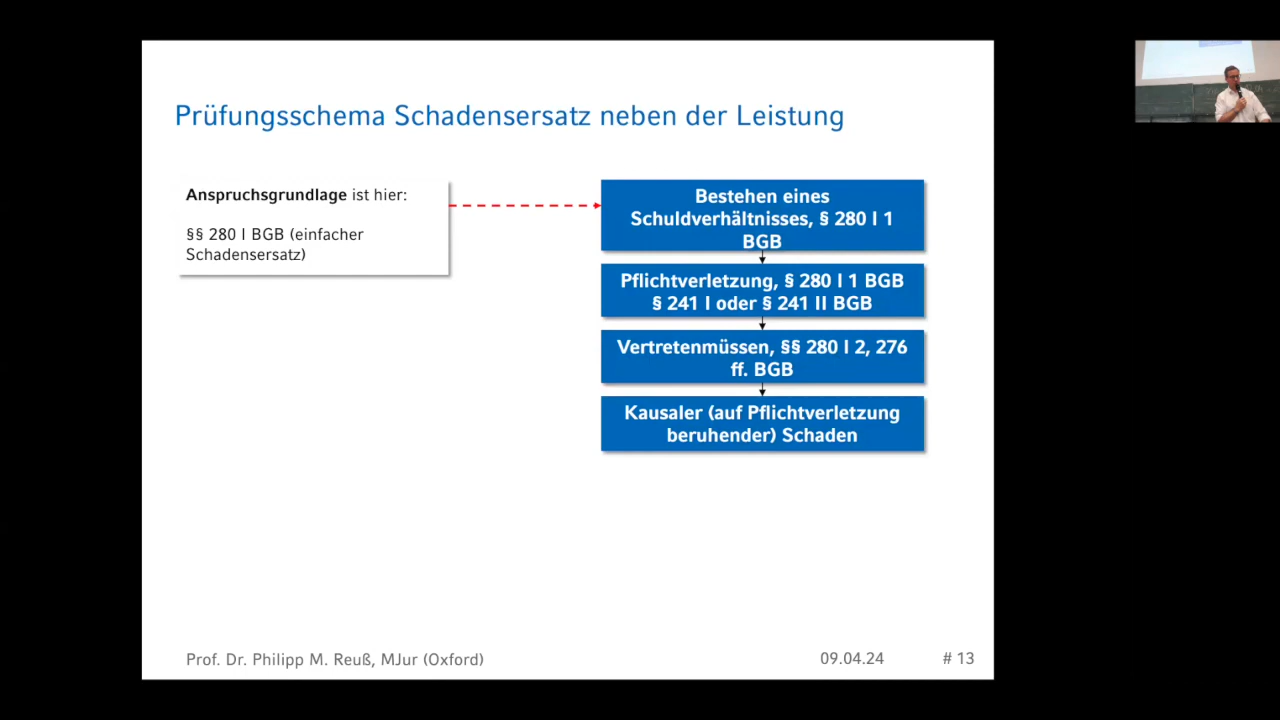 Prüfungsschema Schadensersatz neben der Leistung
Anspruchsgrundlage ist hier:
§§ 280 I BGB (einfacher
Schadensersatz)
Bestehen eines
Schuldverhältnisses, § 280 I 1
BGB
Pflichtverletzung, § 280 I 1 BGB
§ 241 I oder § 241 II BGB
Vertretenmüssen, §§ 280 I 2, 276
ff. BGB
Kausaler (auf Pflichtverletzung
beruhender) Schaden
Prof. Dr. Philipp M. Reuß, MJur (Oxford)
09.04.24
# 13